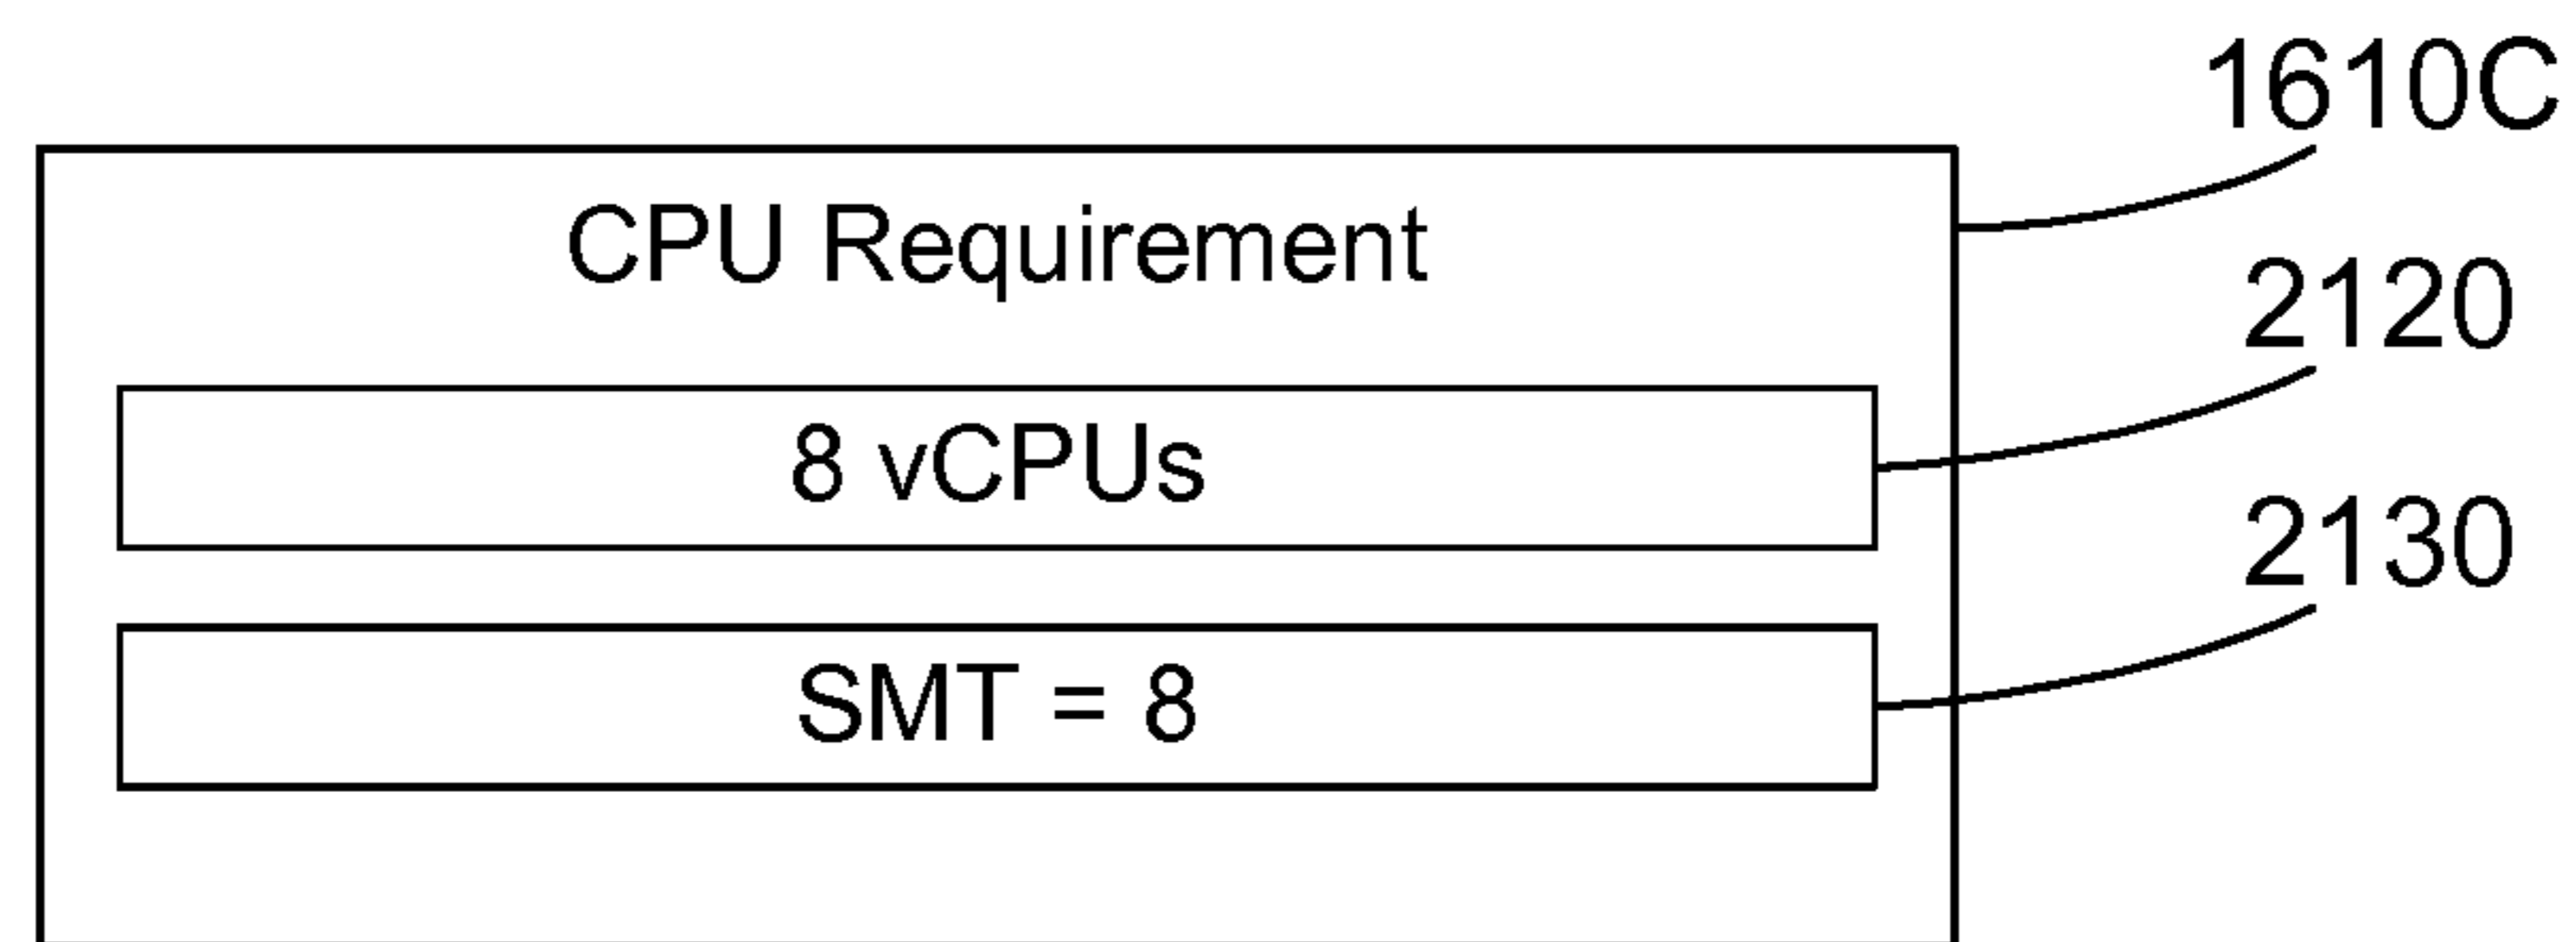 1610C
CPU Requirement
2120
8 vCPUs
2130
SMT = 8